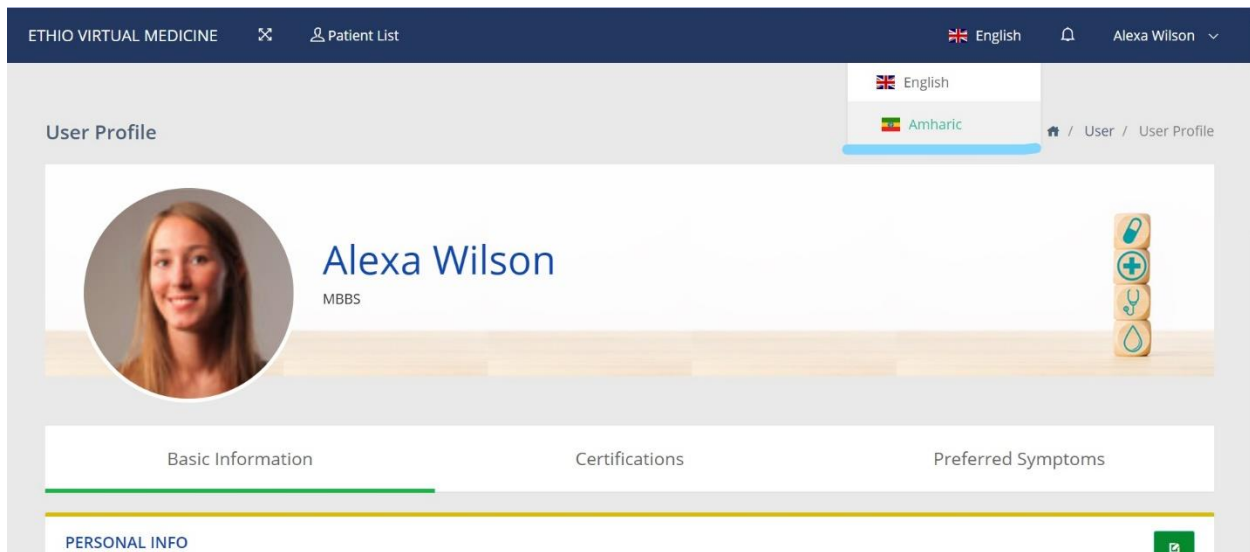 ETHIO VIRTUAL MEDICINE Patient List English Alexa Wilson
English
Amharic
User Profile / User / User Profile
Alexa Wilson
MBBS
Basic Information Certifications Preferred Symptoms
PERSONAL INFO